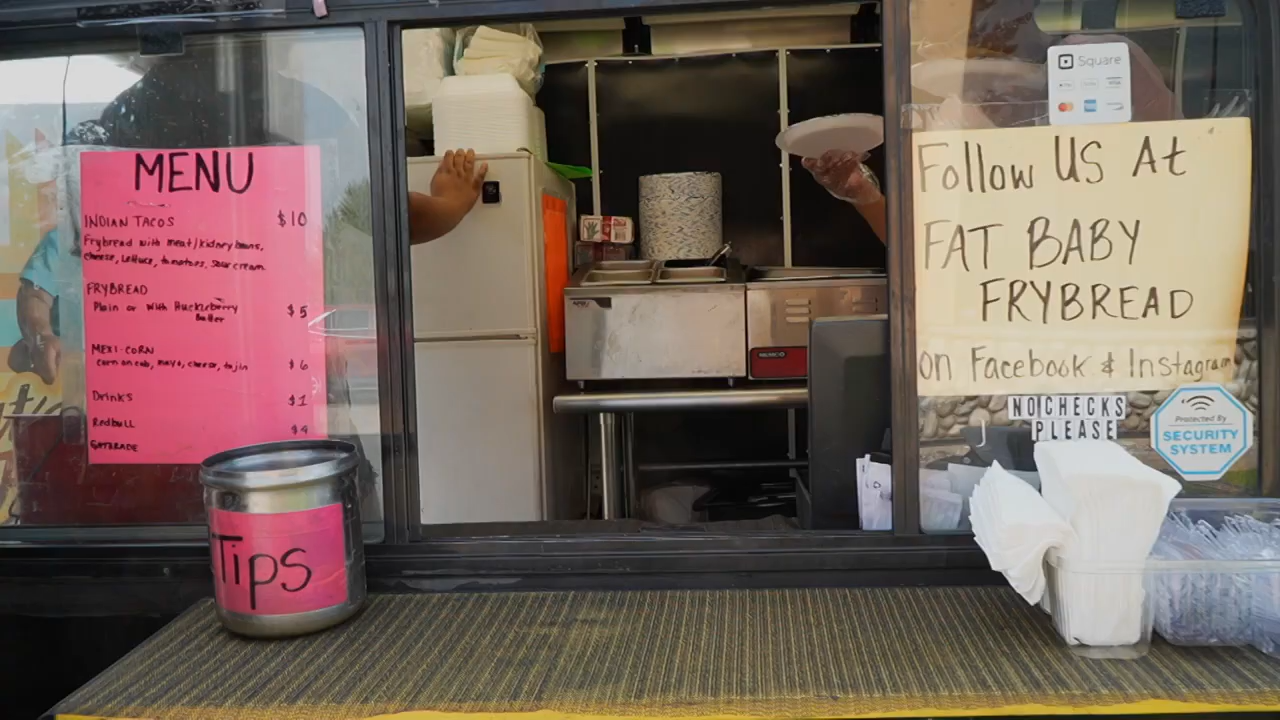 MENU
INDIAN TACOS $10
Frybread with meat/kidney beans,
cheese, lettuce, tomatoes, sour cream
FRYBREAD
Plain or with Huckleberry $5
Butter
MEXI-CORN
corn on cob, mayo, cheese, tajin $6
Drinks $1
Redbull $4
GATORADE
Tips
Square
Follow US At
FAT BABY
FRYBREAD
on Facebook & Instagram
NO CHECKS
PLEASE
Protected By
SECURITY
SYSTEM
NEMCO